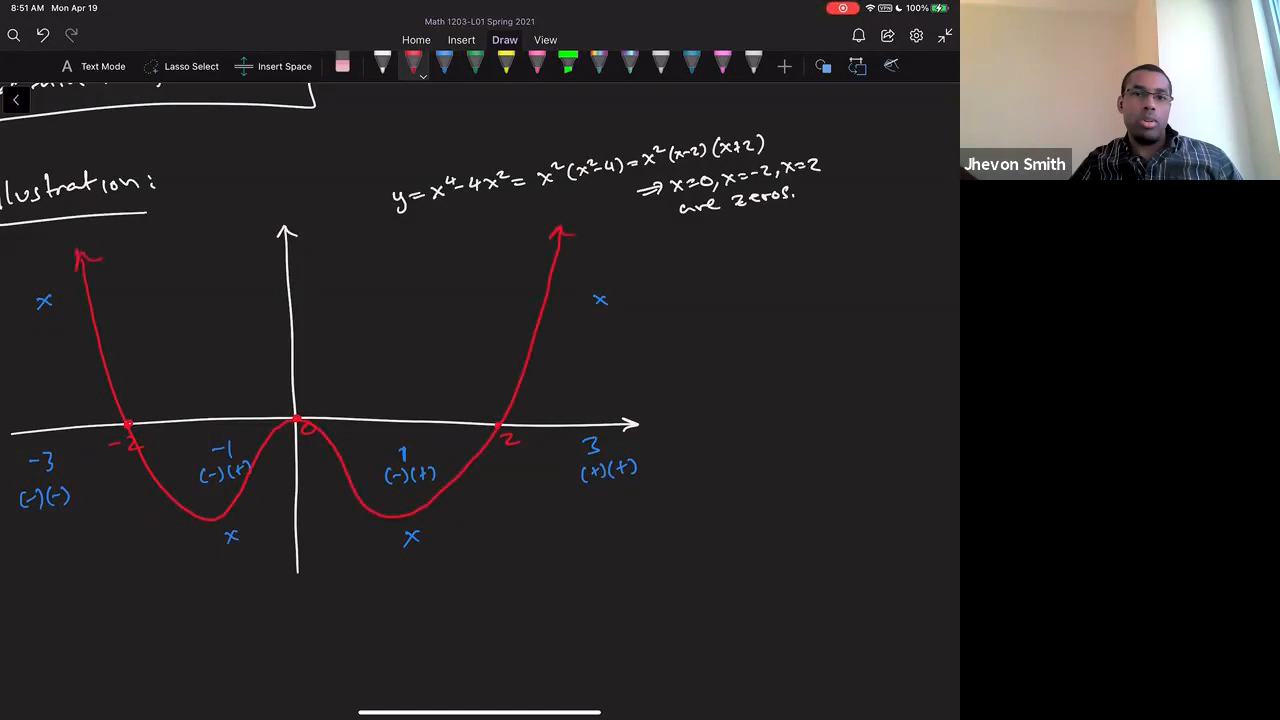 8:51 AM Mon Apr 19
100%
VPN
Math 1203-L01 Spring 2021
Home Insert Draw View
Text Mode Lasso Select Insert Space
Jhevon Smith
llustration:
y = x⁴-4x² = x²(x²-4) = x²(x-2)(x+2)
⇒ x=0, x=-2, x=2
are zeros.
x x
-2 0 2
-3 -1 1 3
(-)(-) (-)(+) (-)(+) (+)(+)
x x